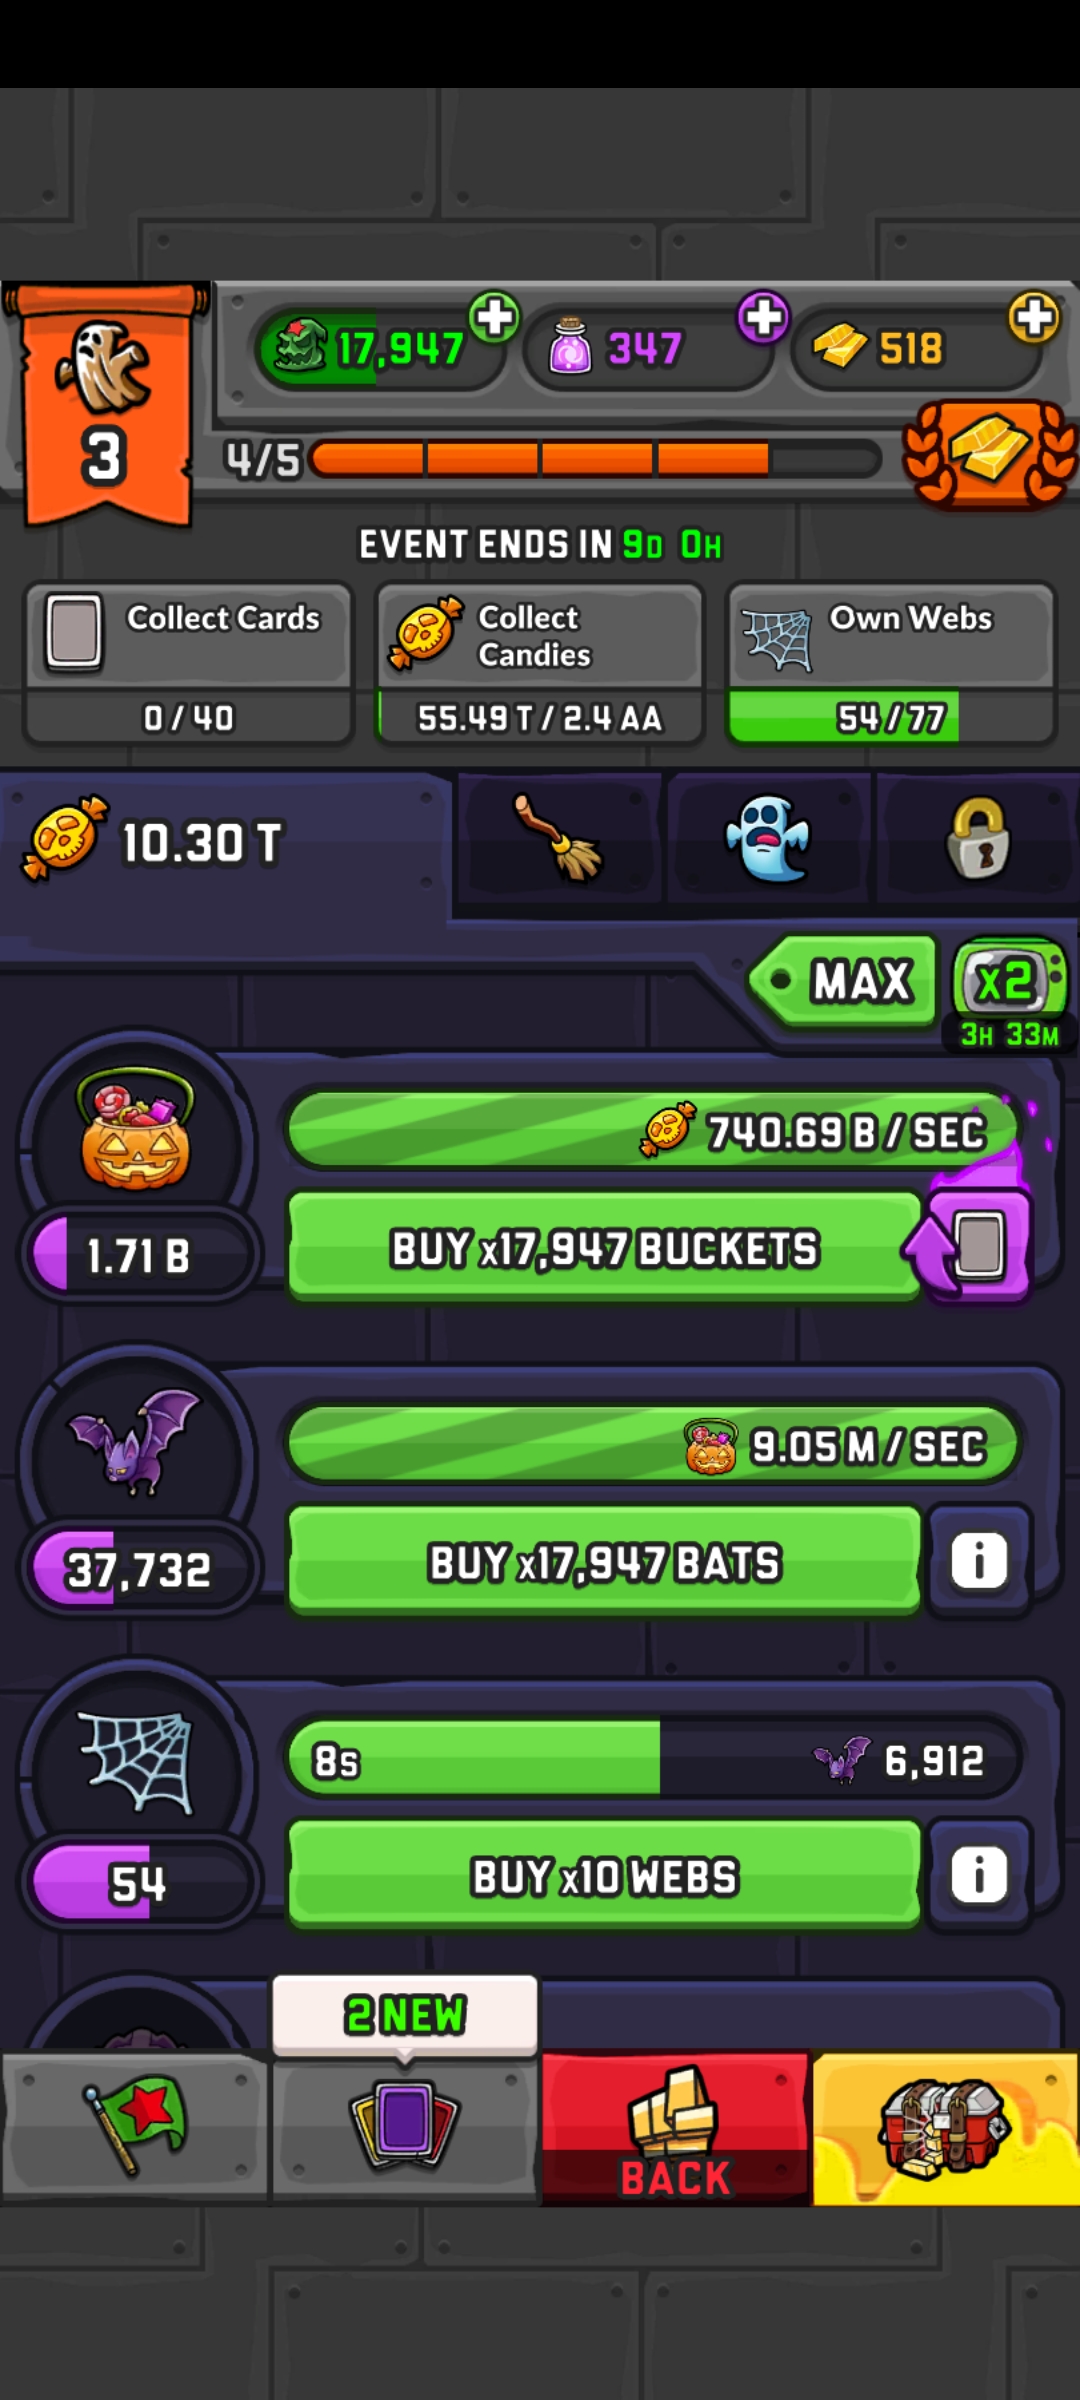 17,947
347
518
3
4/5
EVENT ENDS IN 9D 0H
Collect Cards
0 / 40
Collect
Candies
55.49 T / 2.4 AA
Own Webs
54 / 77
10.30 T
MAX
x2
3H 33M
740.69 B / SEC
1.71 B
BUY x17,947 BUCKETS
9.05 M / SEC
37,732
BUY x17,947 BATS
i
8s
6,912
54
BUY x10 WEBS
i
2 NEW
BACK